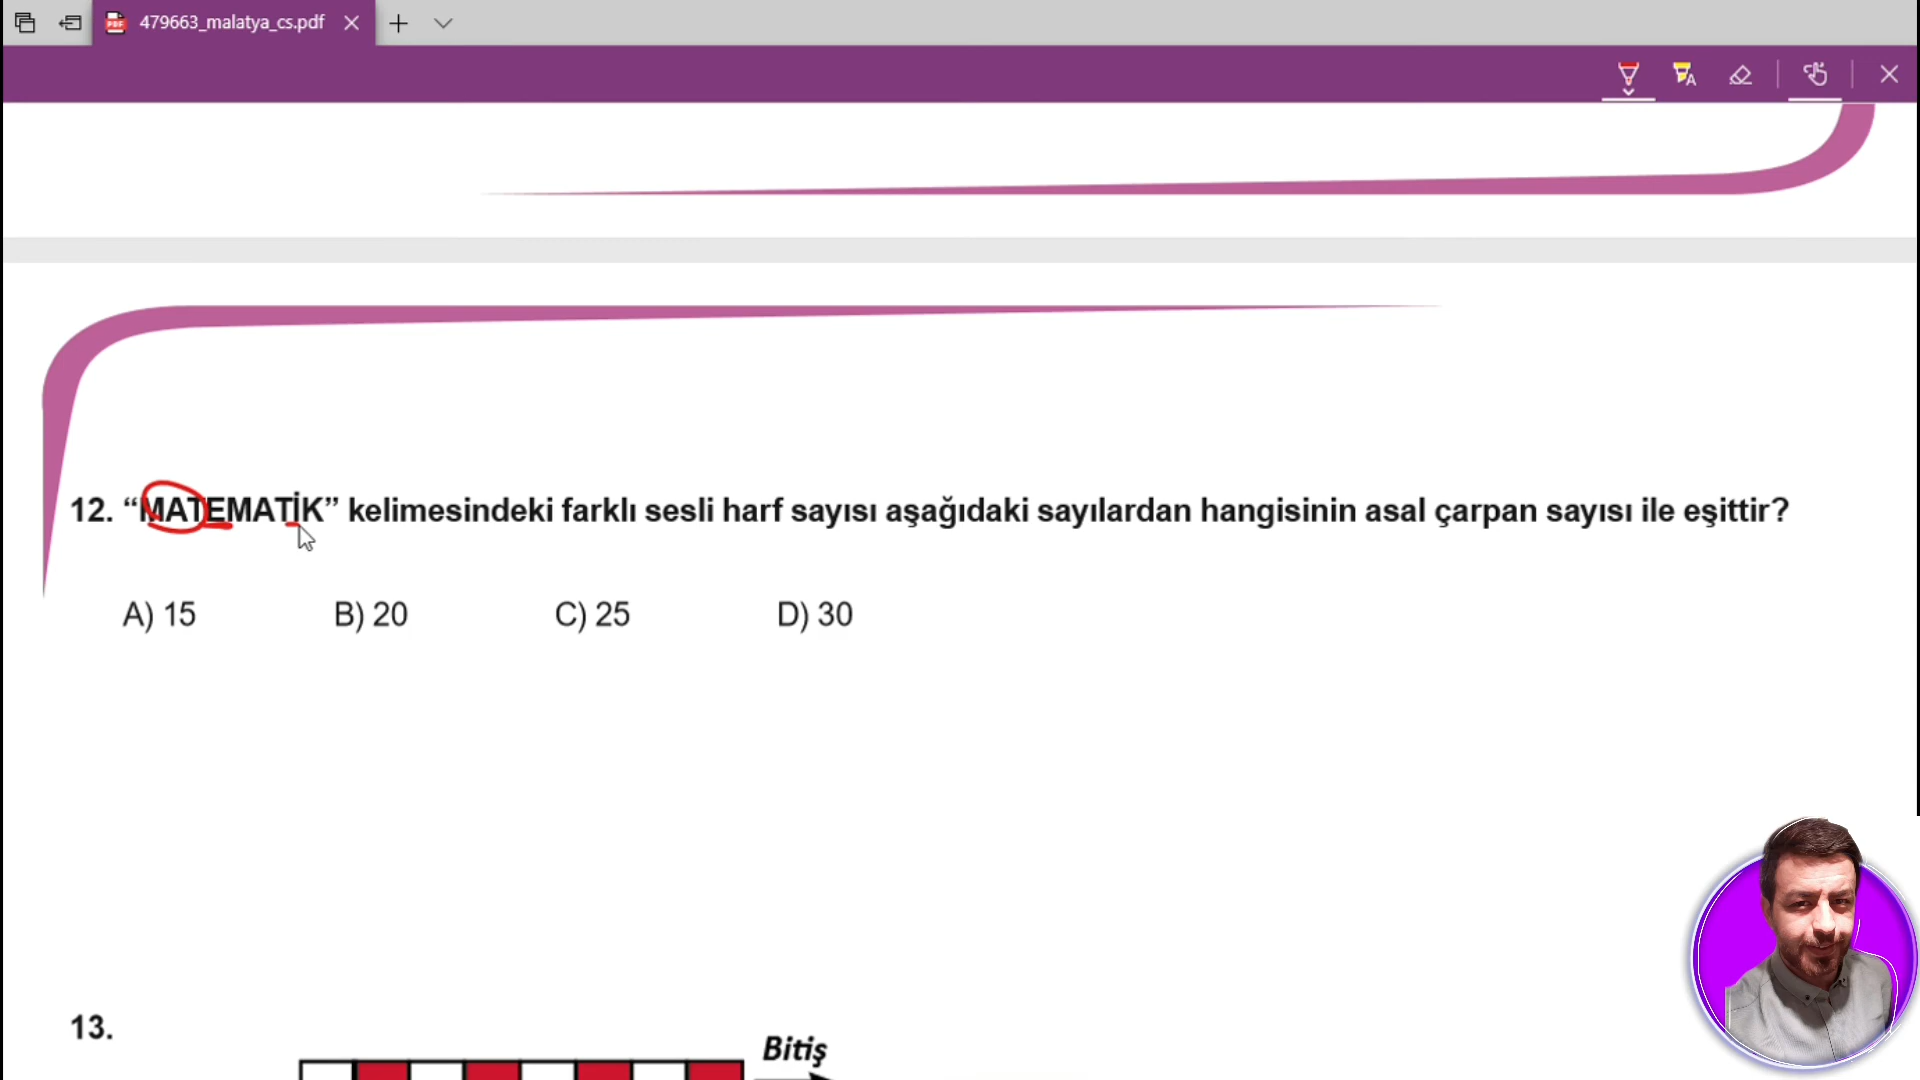 479663_malatya_cs.pdf
12. “MATEMATİK” kelimesindeki farklı sesli harf sayısı aşağıdaki sayılardan hangisinin asal çarpan sayısı ile eşittir?
A) 15 B) 20 C) 25 D) 30
13.
Bitiş